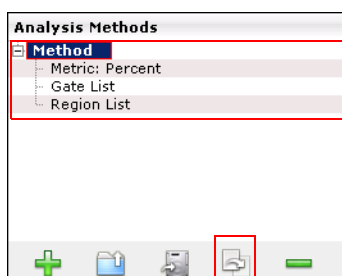 Analysis Methods
Method
Metric: Percent
Gate List
Region List